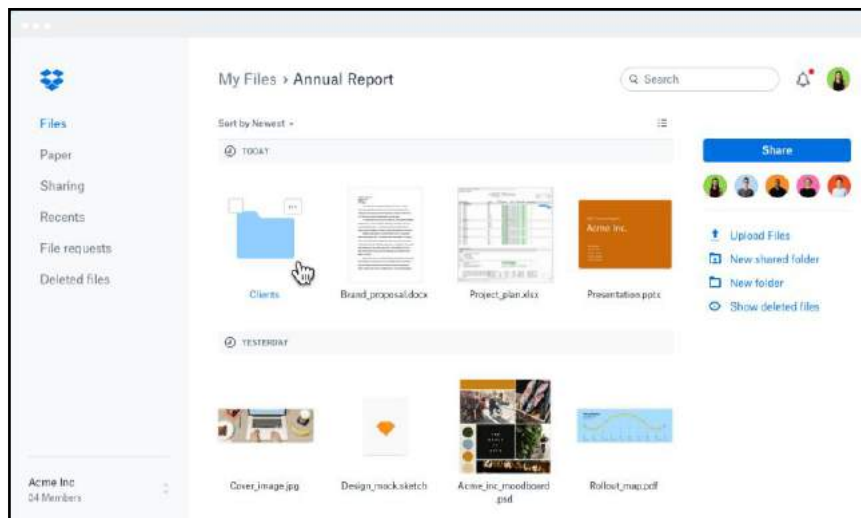 My Files › Annual Report
Search
Files
Paper
Sharing
Recents
File requests
Deleted files
Sort by Newest
TODAY
Clients
Brand_proposal.docx
Project_plan.xlsx
Acme Inc.
Presentation.pptx
YESTERDAY
Cover_image.jpg
Design_mock.sketch
Acme_inc_moodboard
.psd
Rollout_map.pdf
Share
Upload Files
New shared folder
New folder
Show deleted files
Acme Inc
Members